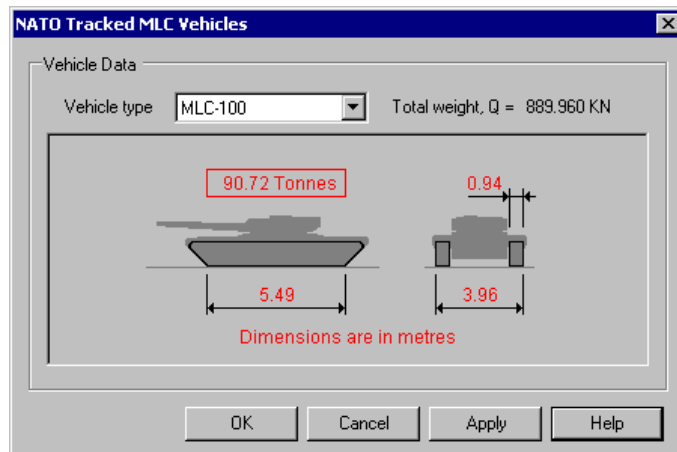 NATO Tracked MLC Vehicles
Vehicle Data
Vehicle type MLC-100 Total weight, Q = 889.960 KN
90.72 Tonnes 0.94
5.49 3.96
Dimensions are in metres
OK Cancel Apply Help